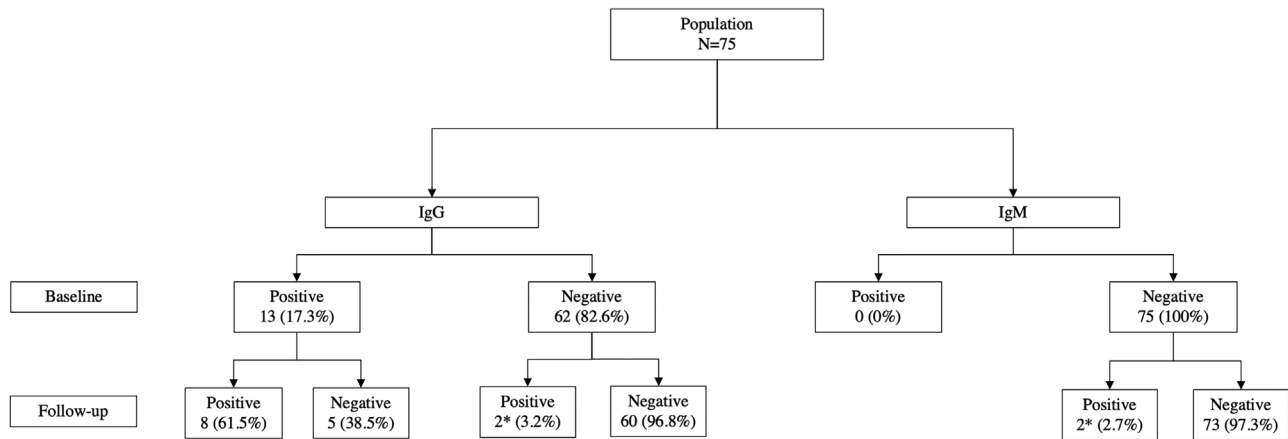 Population
N=75
IgG
IgM
Baseline
Positive
13 (17.3%)
Negative
62 (82.6%)
Positive
0 (0%)
Negative
75 (100%)
Follow-up
Positive
8 (61.5%)
Negative
5 (38.5%)
Positive
2* (3.2%)
Negative
60 (96.8%)
Positive
2* (2.7%)
Negative
73 (97.3%)